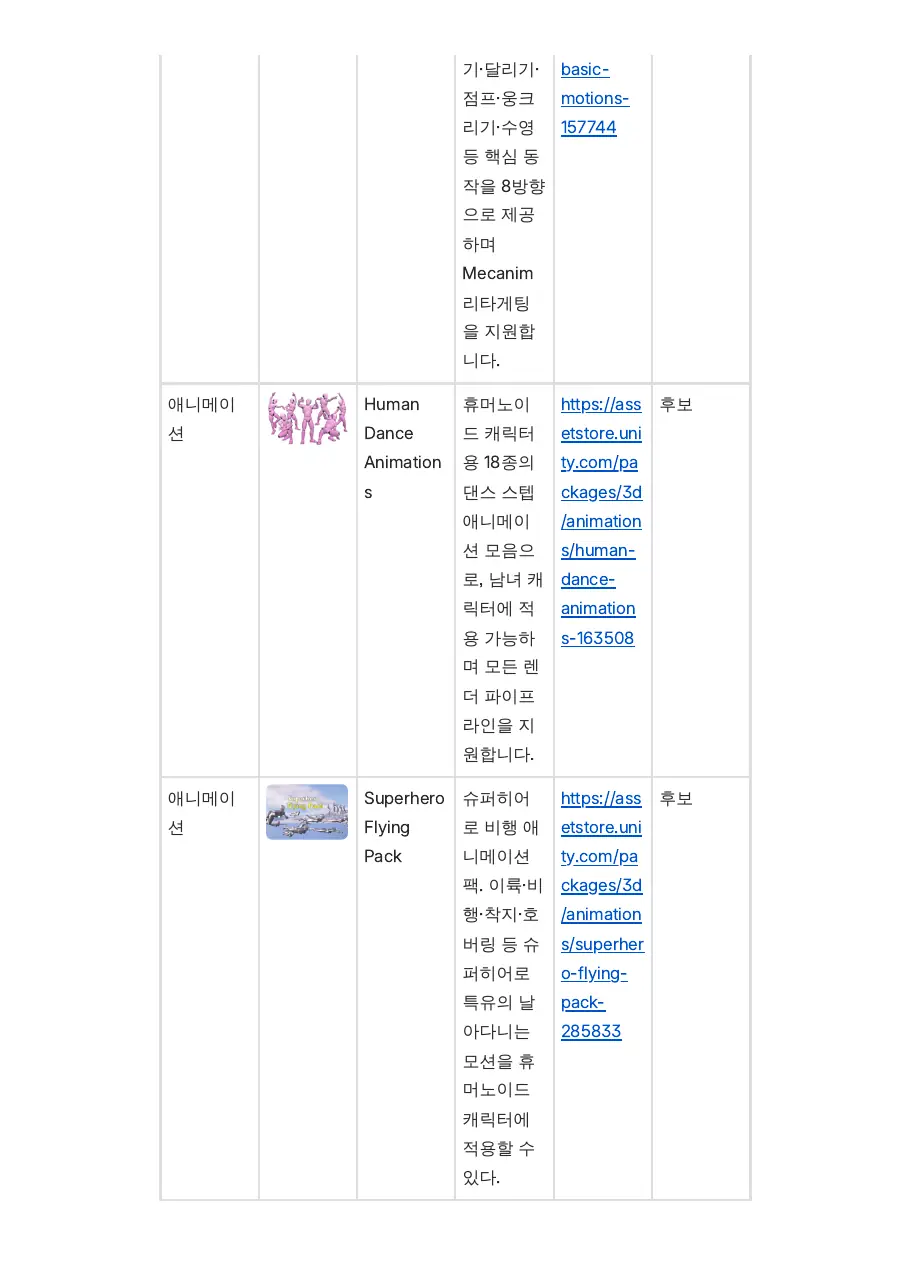 기·달리기·
점프·웅크
리기·수영
등 핵심 동
작을 8방향
으로 제공
하며
Mecanim
리타게팅
을 지원합
니다.
basic-
motions-
157744
애니메이
션
Human
Dance
Animation
s
휴머노이
드 캐릭터
용 18종의
댄스 스텝
애니메이
션 모음으
로, 남녀 캐
릭터에 적
용 가능하
며 모든 렌
더 파이프
라인을 지
원합니다.
https://ass
etstore.uni
ty.com/pa
ckages/3d
/animation
s/human-
dance-
animation
s-163508
후보
애니메이
션
Superhero
Flying Pack
Superhero
Flying
Pack
슈퍼히어
로 비행 애
니메이션
팩. 이륙·비
행·착지·호
버링 등 슈
퍼히어로
특유의 날
아다니는
모션을 휴
머노이드
캐릭터에
적용할 수
있다.
https://ass
etstore.uni
ty.com/pa
ckages/3d
/animation
s/superher
o-flying-
pack-
285833
후보